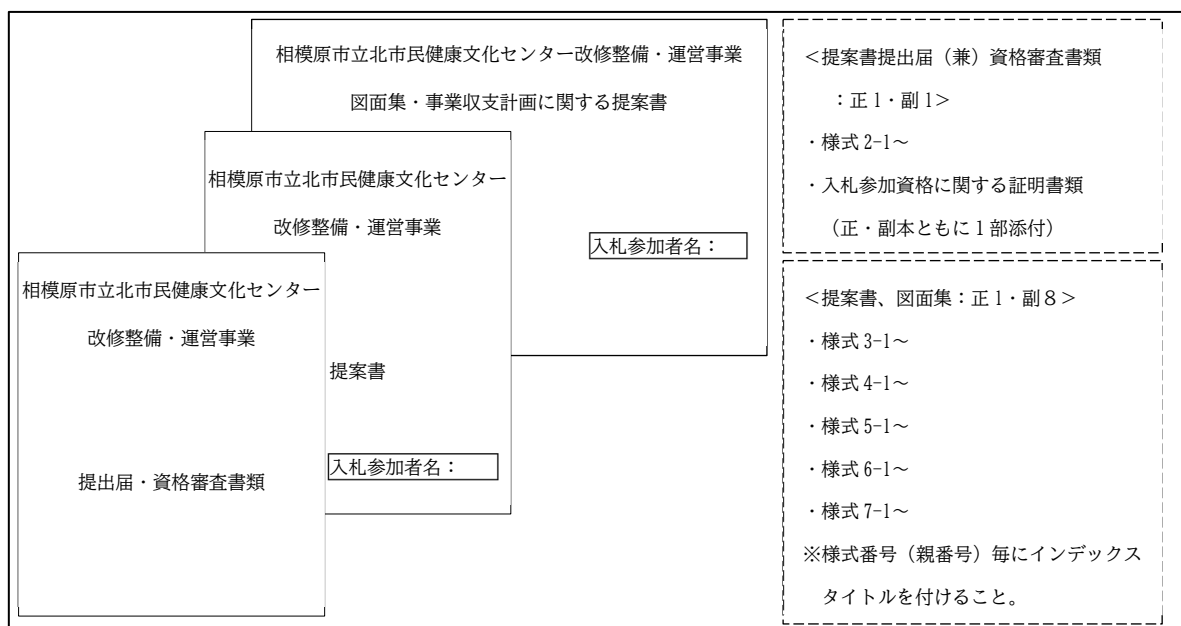 相模原市立北市民健康文化センター改修整備・運営事業
図面集・事業収支計画に関する提案書
入札参加者名：
相模原市立北市民健康文化センター
改修整備・運営事業
提案書
入札参加者名：
相模原市立北市民健康文化センター
改修整備・運営事業
提出届・資格審査書類
＜提案書提出届（兼）資格審査書類
：正1・副1＞
・様式2-1～
・入札参加資格に関する証明書類
（正・副本ともに1部添付）
＜提案書、図面集：正1・副８＞
・様式3-1～
・様式4-1～
・様式5-1～
・様式6-1～
・様式7-1～
※様式番号（親番号）毎にインデックス
タイトルを付けること。